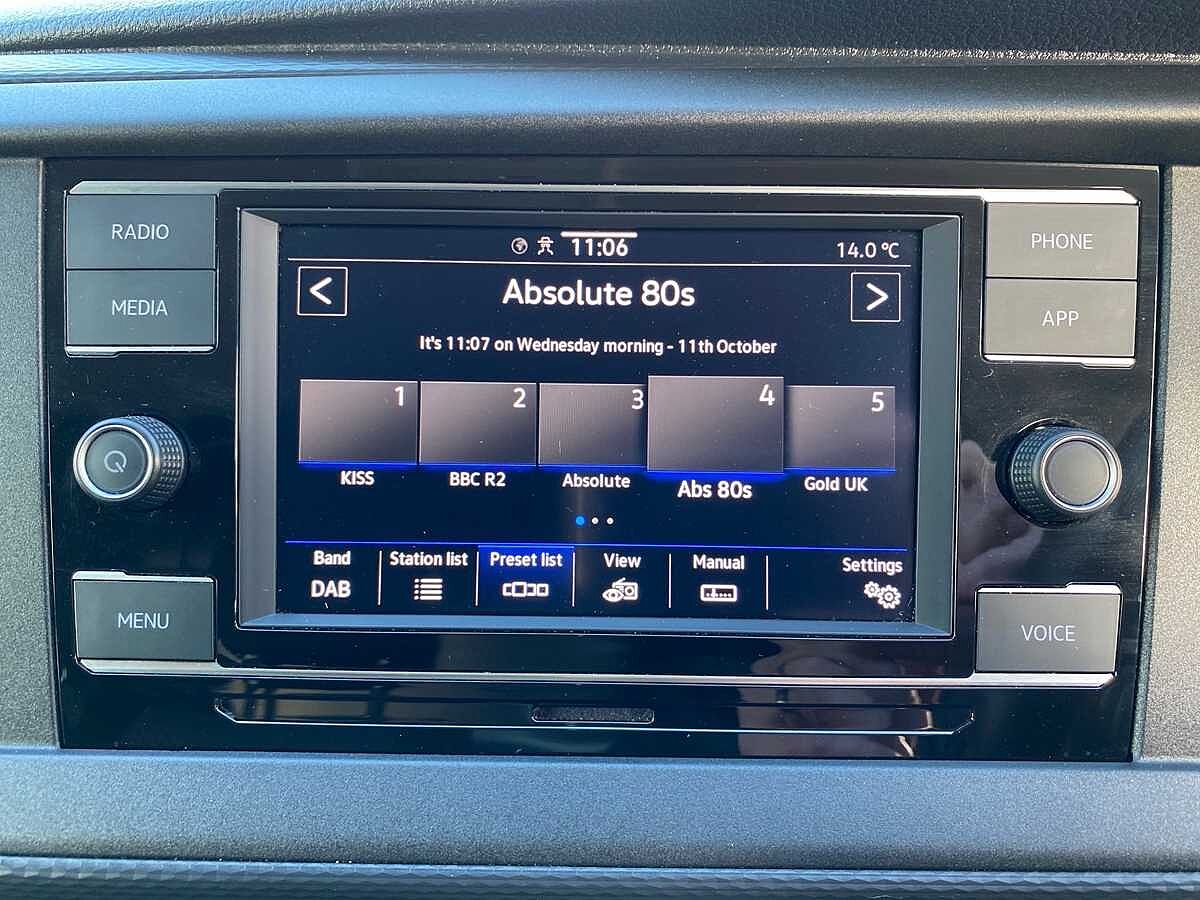 RADIO
MEDIA
MENU
11:06
14.0 °C
<
Absolute 80s
>
It's 11:07 on Wednesday morning - 11th October
1
2
3
4
5
KISS
BBC R2
Absolute
Abs 80s
Gold UK
Band
Station list
Preset list
View
Manual
Settings
DAB
PHONE
APP
VOICE